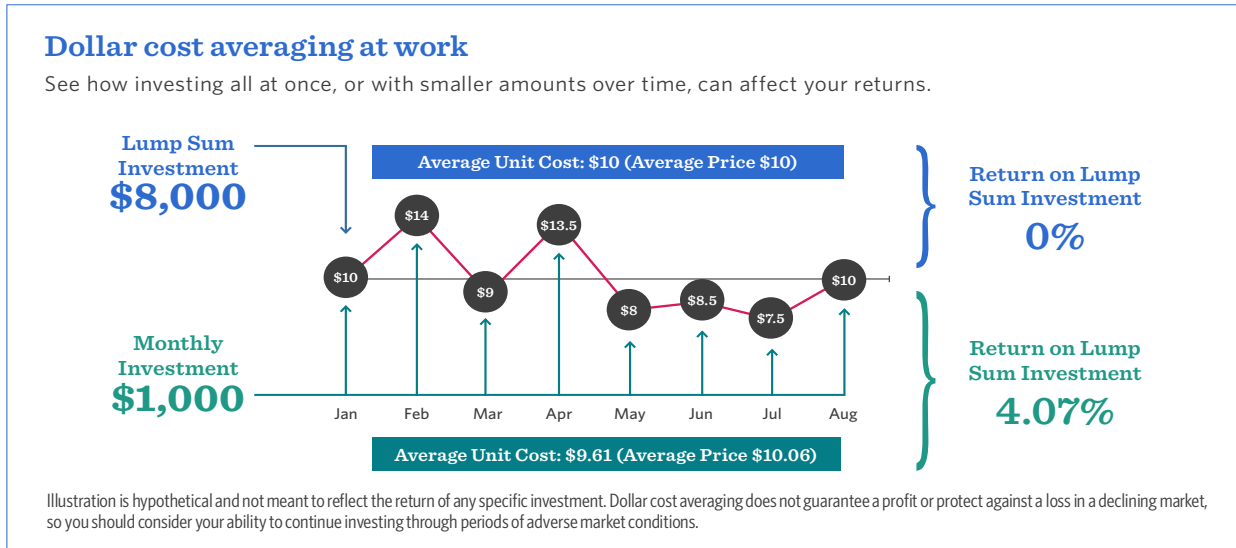 Dollar cost averaging at work
See how investing all at once, or with smaller amounts over time, can affect your returns.
Lump Sum
Investment
$8,000
Average Unit Cost: $10 (Average Price $10)
Return on Lump
Sum Investment
0%
$10
$14
$9
$13.5
$8
$8.5
$7.5
$10
Monthly
Investment
$1,000
Jan
Feb
Mar
Apr
May
Jun
Jul
Aug
Return on Lump
Sum Investment
4.07%
Average Unit Cost: $9.61 (Average Price $10.06)
Illustration is hypothetical and not meant to reflect the return of any specific investment. Dollar cost averaging does not guarantee a profit or protect against a loss in a declining market,
so you should consider your ability to continue investing through periods of adverse market conditions.